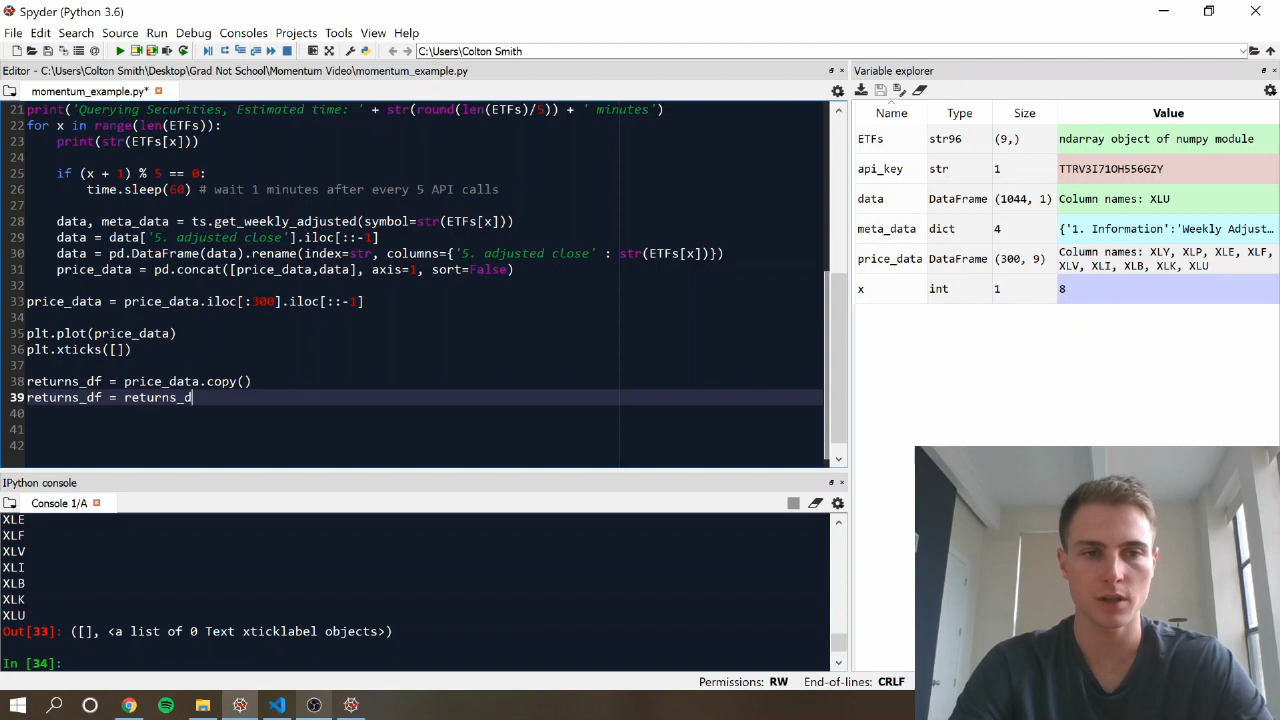 Spyder (Python 3.6)
File Edit Search Source Run Debug Consoles Projects Tools View Help
C:\Users\Colton Smith
Editor - C:\Users\Colton Smith\Desktop\Grad Not School\Momentum Video\momentum_example.py
momentum_example.py*
21 print('Querying Securities, Estimated time: ' + str(round(len(ETFs)/5)) + ' minutes')
22 for x in range(len(ETFs)):
23 print(str(ETFs[x]))
24
25 if (x + 1) % 5 == 0:
26 time.sleep(60) # wait 1 minutes after every 5 API calls
27
28 data, meta_data = ts.get_weekly_adjusted(symbol=str(ETFs[x]))
29 data = data['5. adjusted close'].iloc[::-1]
30 data = pd.DataFrame(data).rename(index=str, columns={'5. adjusted close' : str(ETFs[x])})
31 price_data = pd.concat([price_data,data], axis=1, sort=False)
32
33 price_data = price_data.iloc[:300].iloc[::-1]
34
35 plt.plot(price_data)
36 plt.xticks([])
37
38 returns_df = price_data.copy()
39 returns_df = returns_d
40
41
42
Variable explorer
Name Type Size Value
ETFs str96 (9,) ndarray object of numpy module
api_key str 1 TTRV3I71OH556GZY
data DataFrame (1044, 1) Column names: XLU
meta_data dict 4 {'1. Information':'Weekly Adjust...
price_data DataFrame (300, 9) Column names: XLY, XLP, XLE, XLF,
XLV, XLI, XLB, XLK, XLU
x int 1 8
IPython console
Console 1/A
XLE
XLF
XLV
XLI
XLB
XLK
XLU
Out[33]: ([], <a list of 0 Text xticklabel objects>)
In [34]:
Permissions: RW End-of-lines: CRLF